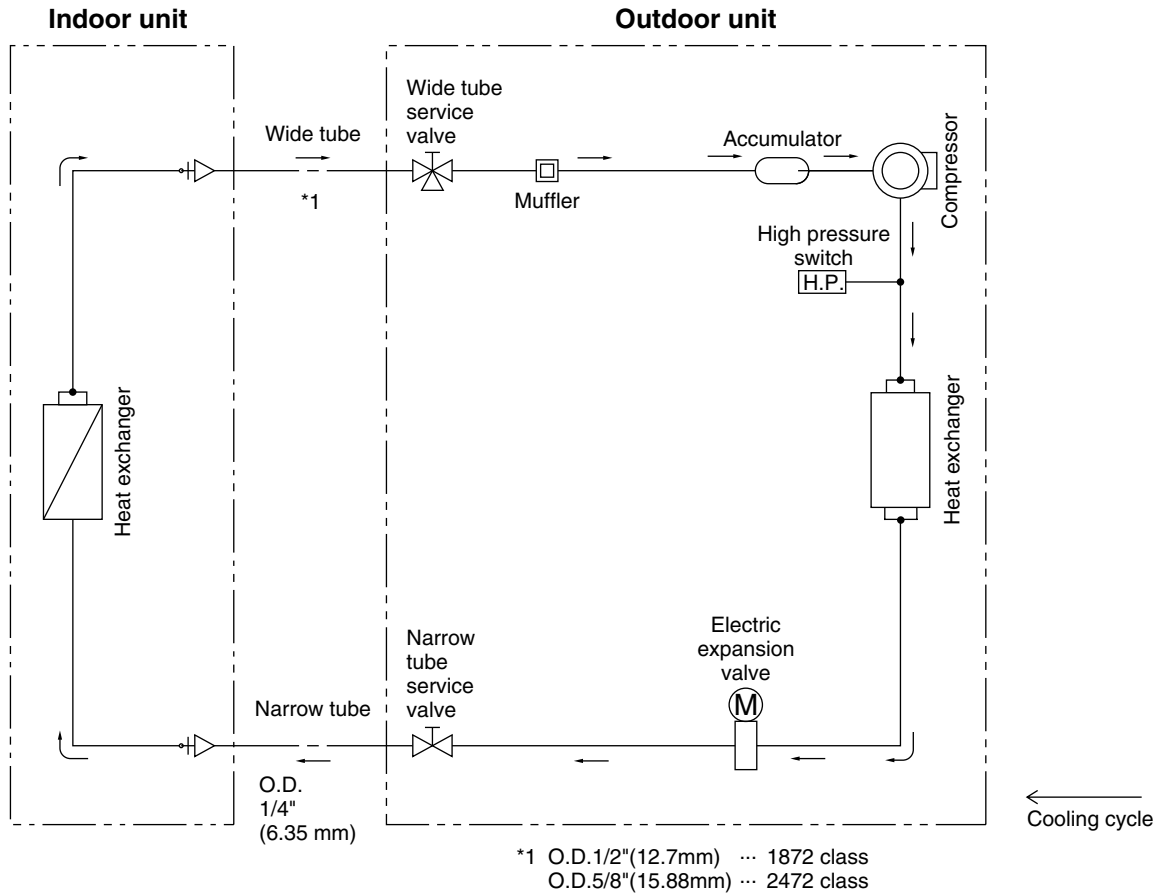 Indoor unit
Outdoor unit
Wide tube
service
valve
Wide tube
*1
Muffler
Accumulator
Compressor
High pressure
switch
H.P.
Heat exchanger
Heat exchanger
Electric
expansion
valve
M
Narrow
tube
service
valve
Narrow tube
O.D.
1/4"
(6.35 mm)
Cooling cycle
*1 O.D.1/2"(12.7mm) ··· 1872 class
O.D.5/8"(15.88mm) ··· 2472 class